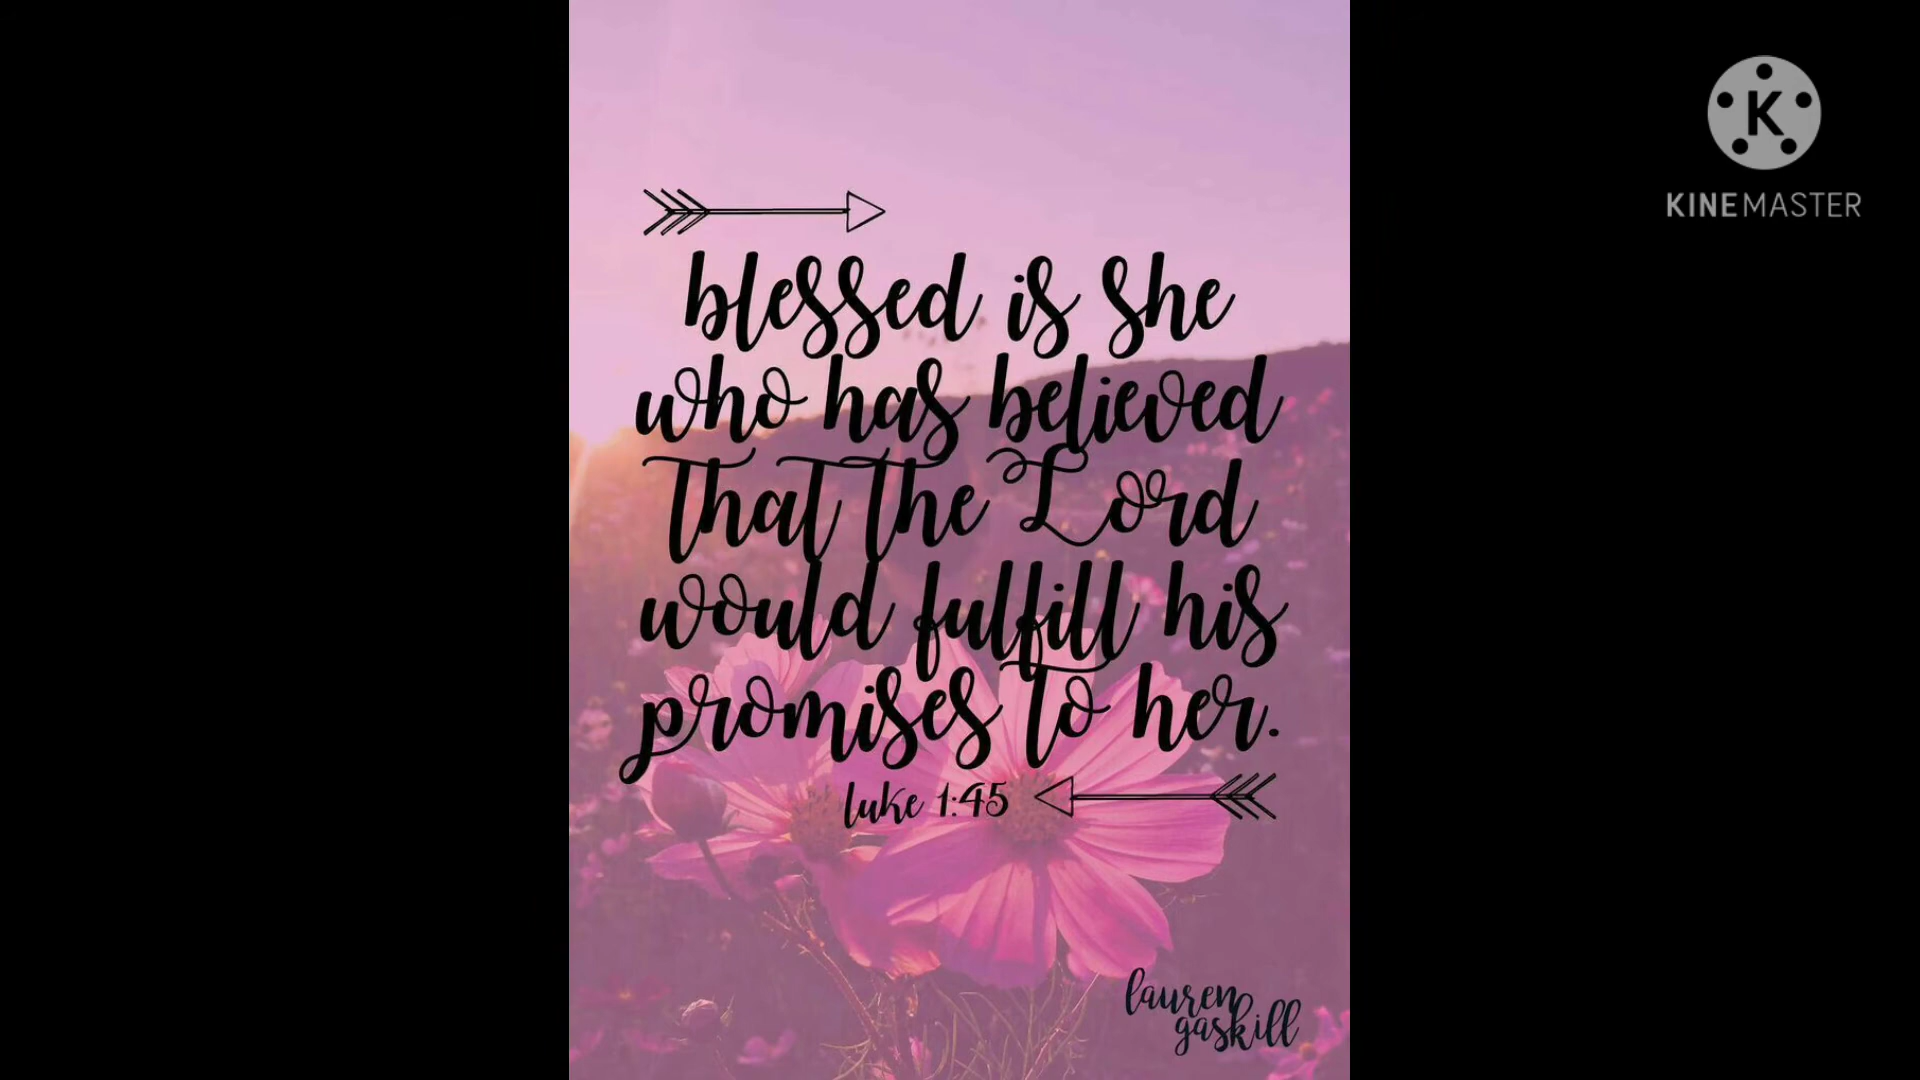 blessed is she
who has believed
that the Lord
would fulfill his
promises to her.
luke 1:45
lauren
gaskill
K
KINEMASTER